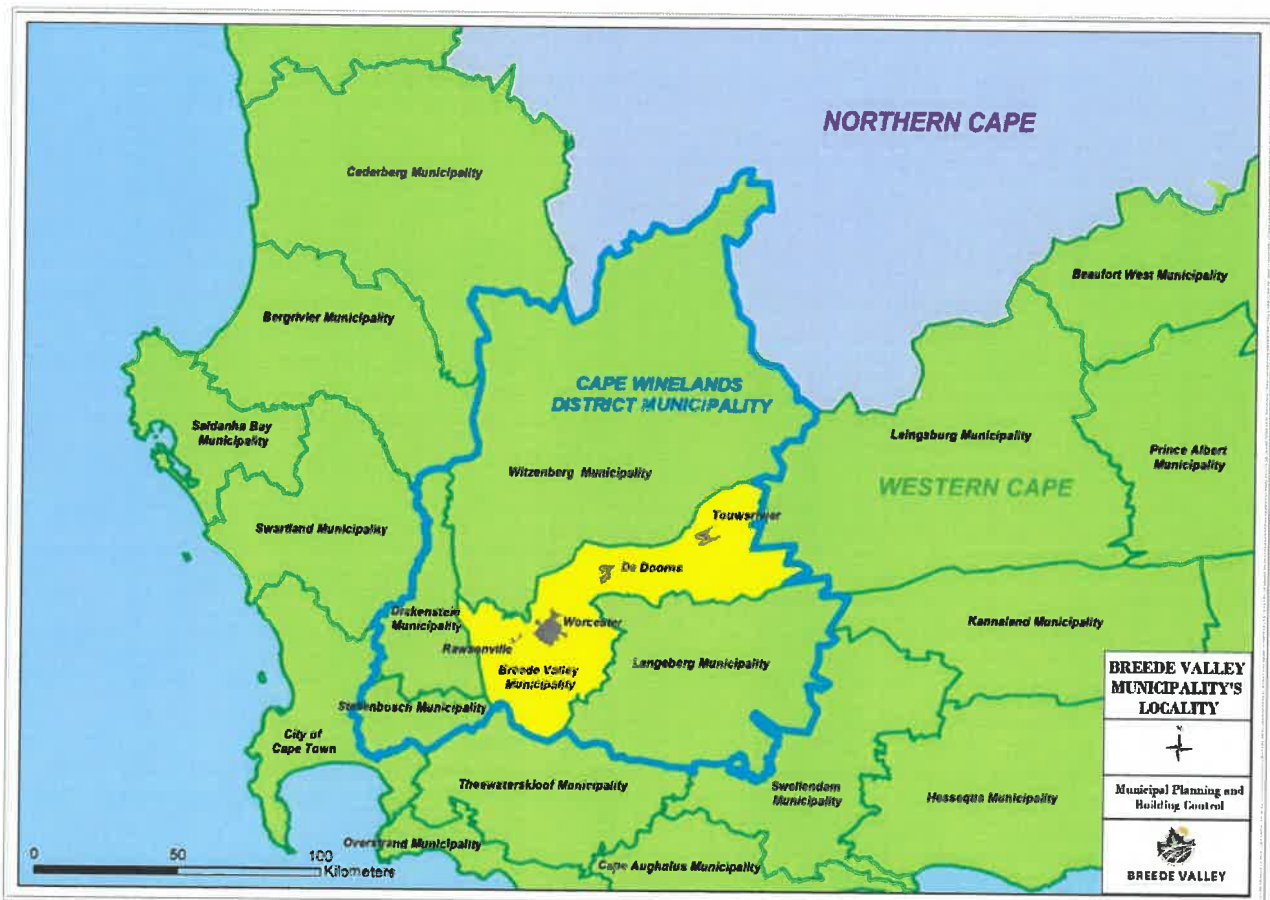 NORTHERN CAPE
Cederberg Municipality
Beaufort West Municipality
Bergrivier Municipality
CAPE WINELANDS
DISTRICT MUNICIPALITY
Saldanha Bay
Municipality
Laingsburg Municipality
Prince Albert
Municipality
Witzenberg Municipality
WESTERN CAPE
Swartland Municipality
Touwsrivier
De Doorns
Drakenstein
Municipality
Worcester
Kannaland Municipality
Rawsonville
Langeberg Municipality
Breede Valley
Municipality
Stellenbosch Municipality
City of
Cape Town
Theewaterskloof Municipality
Swellendam
Municipality
Hessequa Municipality
Overstrand Municipality
Cape Aughulus Municipality
0 50 100
Kilometers
BREEDE VALLEY
MUNICIPALITY'S
LOCALITY
N
Municipal Planning and
Building Control
BREEDE VALLEY